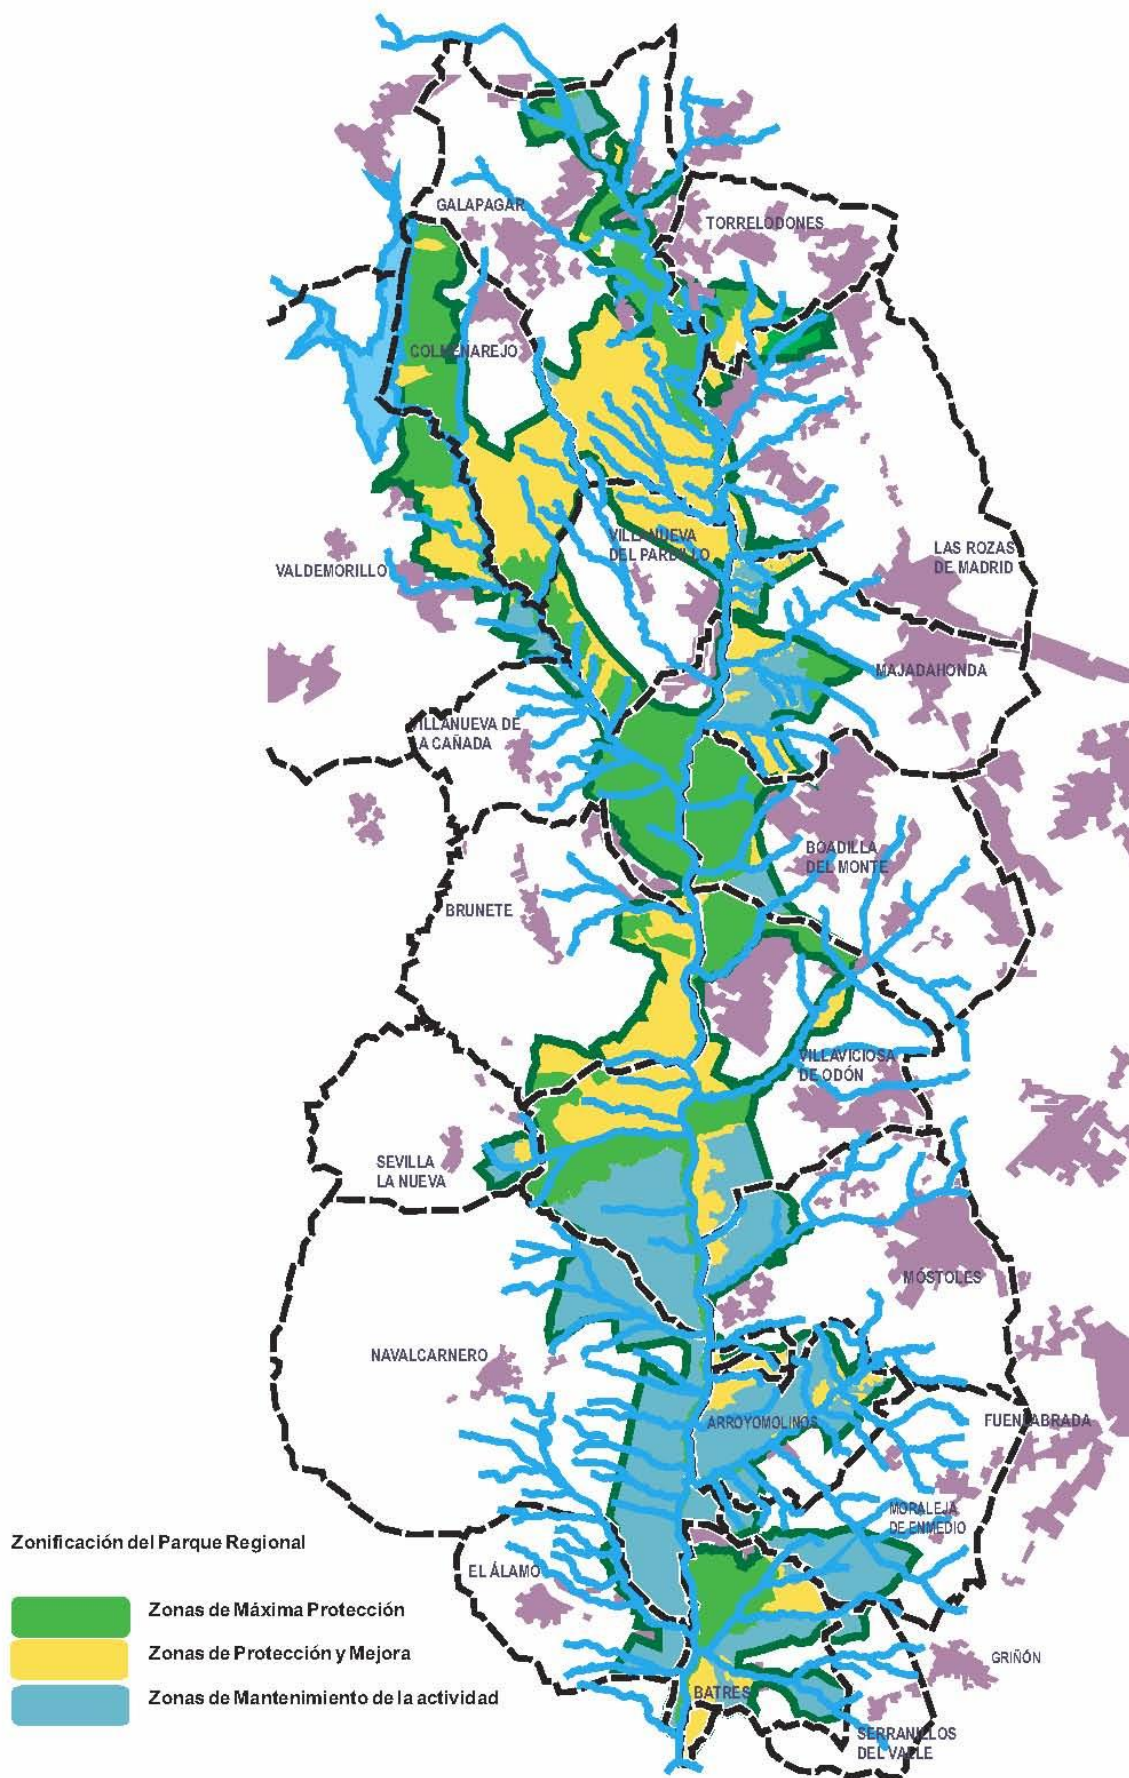 GALAPAGAR
TORRELODONES
COLMENAREJO
VILLANUEVA
DEL PARDILLO
LAS ROZAS
DE MADRID
VALDEMORILLO
MAJADAHONDA
VILLANUEVA DE
LA CAÑADA
BOADILLA
DEL MONTE
BRUNETE
VILLAVICIOSA
DE ODÓN
SEVILLA
LA NUEVA
MÓSTOLES
NAVALCARNERO
ARROYOMOLINOS
FUENLABRADA
MORALEJA
DE ENMEDIO
Zonificación del Parque Regional
EL ÁLAMO
Zonas de Máxima Protección
Zonas de Protección y Mejora
GRIÑÓN
Zonas de Mantenimiento de la actividad
BATRES
SERRANILLOS
DEL VALLE